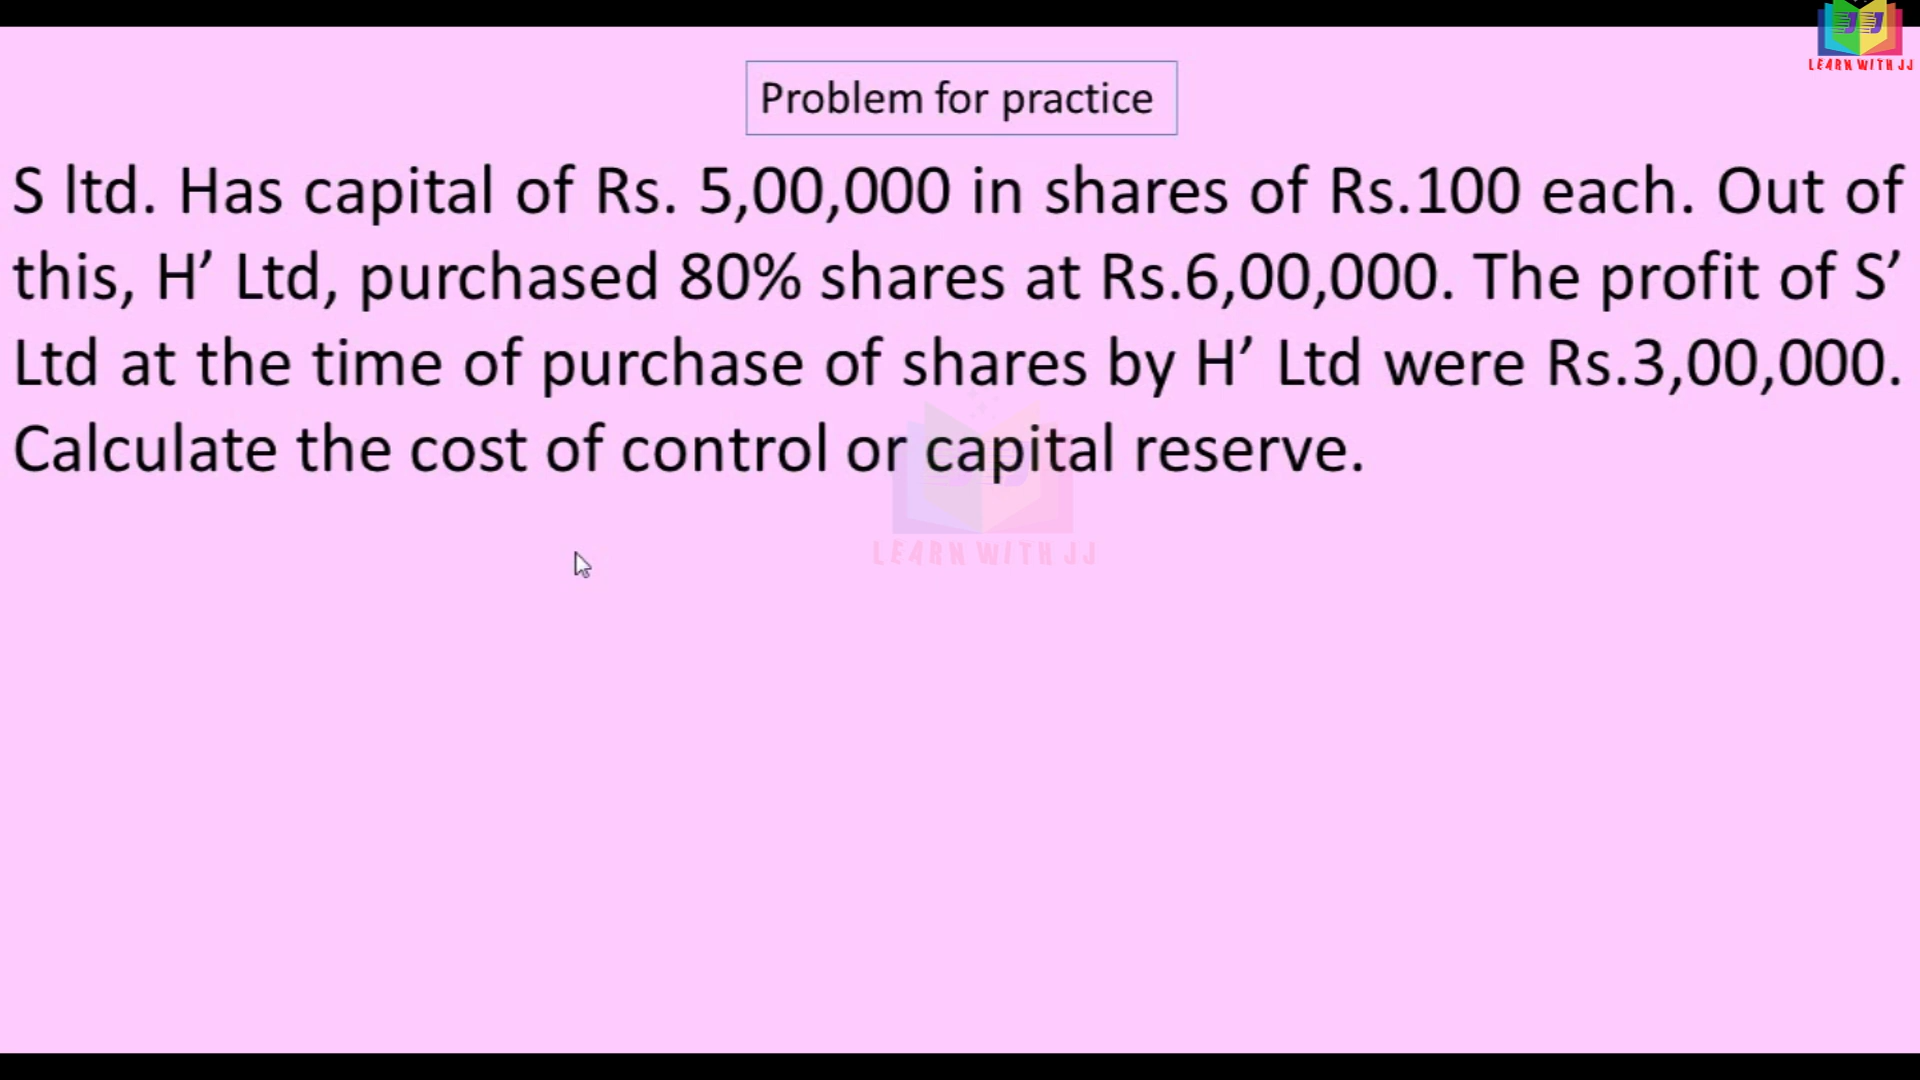 LEARN WITH JJ
Problem for practice
S ltd. Has capital of Rs. 5,00,000 in shares of Rs.100 each. Out of
this, H’ Ltd, purchased 80% shares at Rs.6,00,000. The profit of S’
Ltd at the time of purchase of shares by H’ Ltd were Rs.3,00,000.
Calculate the cost of control or capital reserve.
LEARN WITH JJ